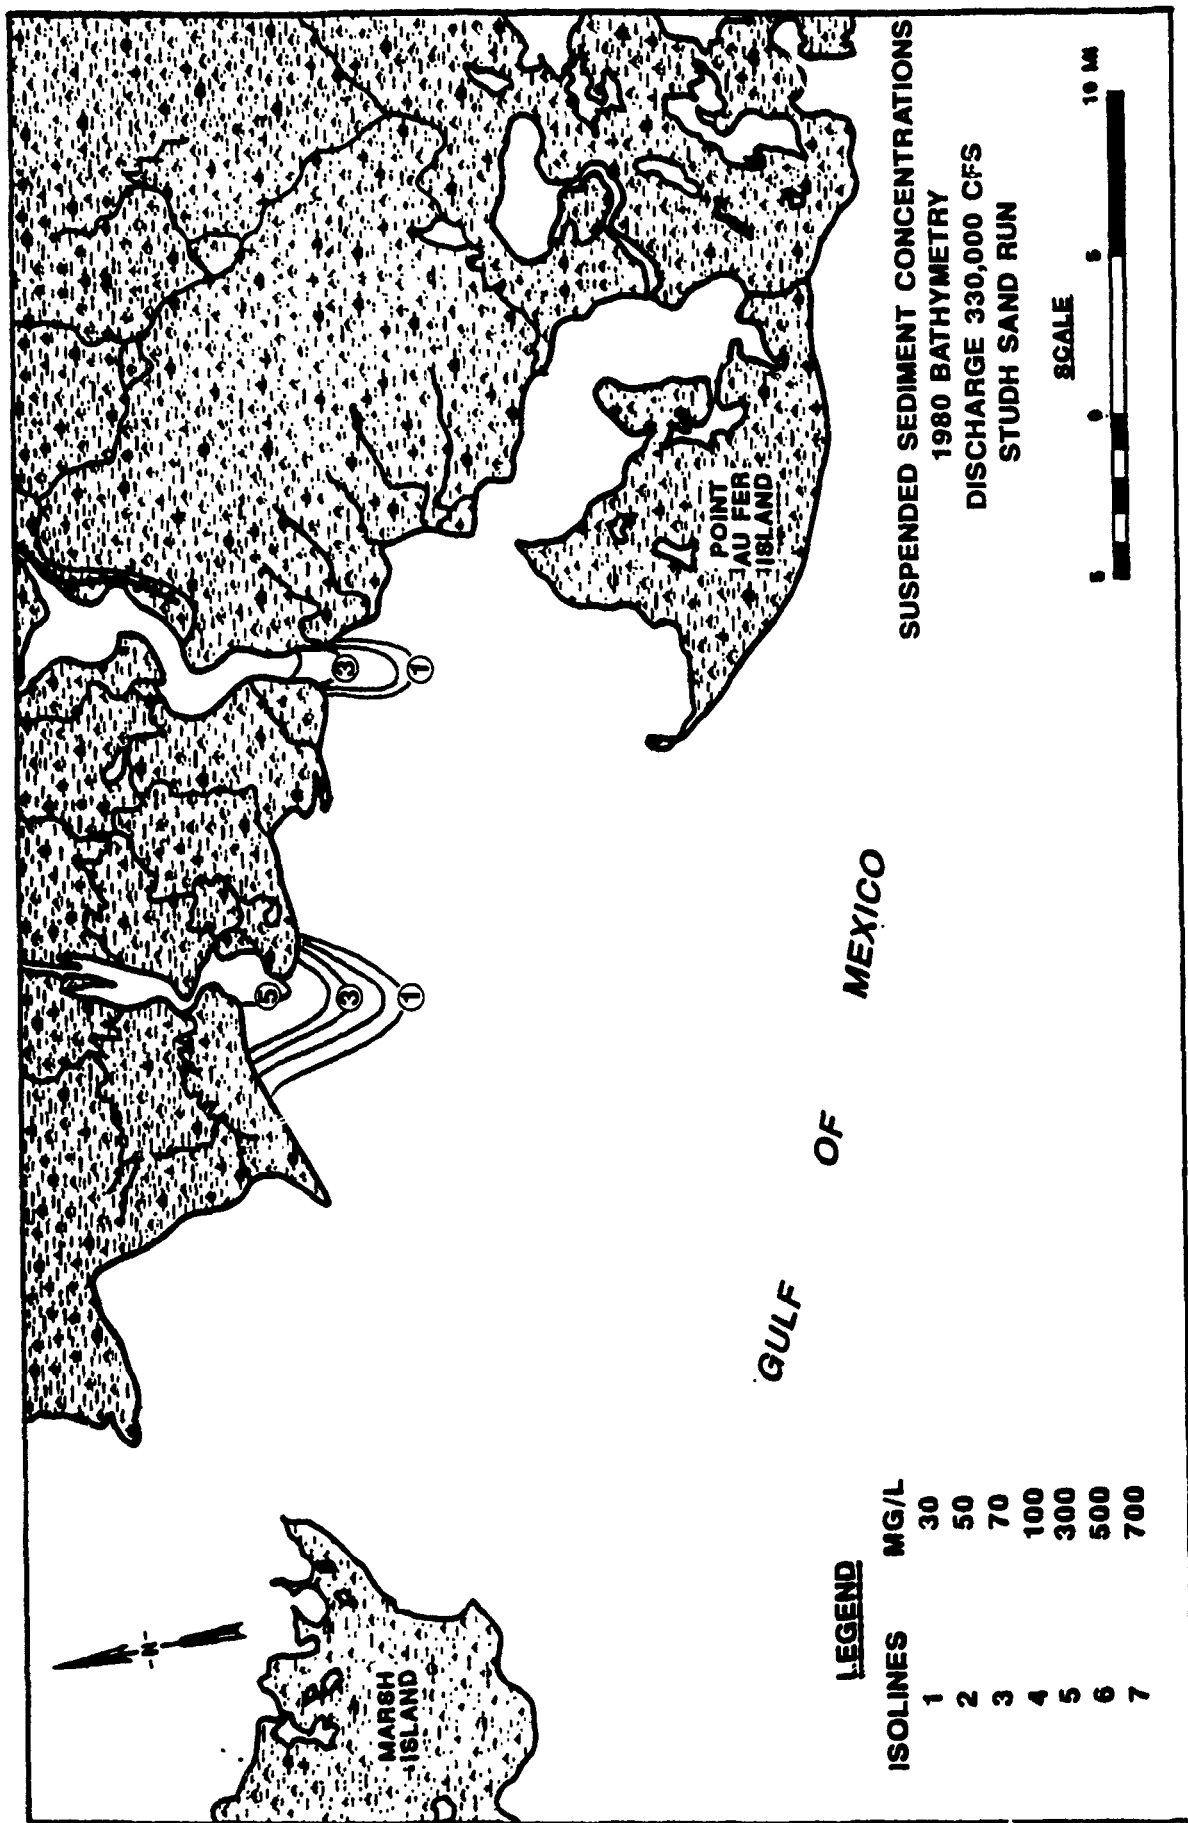 -N-
MARSH
ISLAND
POINT
AU FER
ISLAND
5
3
1
3
1
GULF
OF
MEXICO
LEGEND
ISOLINES MG/L
1 30
2 50
3 70
4 100
5 300
6 500
7 700
SUSPENDED SEDIMENT CONCENTRATIONS
1980 BATHYMETRY
DISCHARGE 330,000 CFS
STUDH SAND RUN
SCALE
5 0 5 10 MI